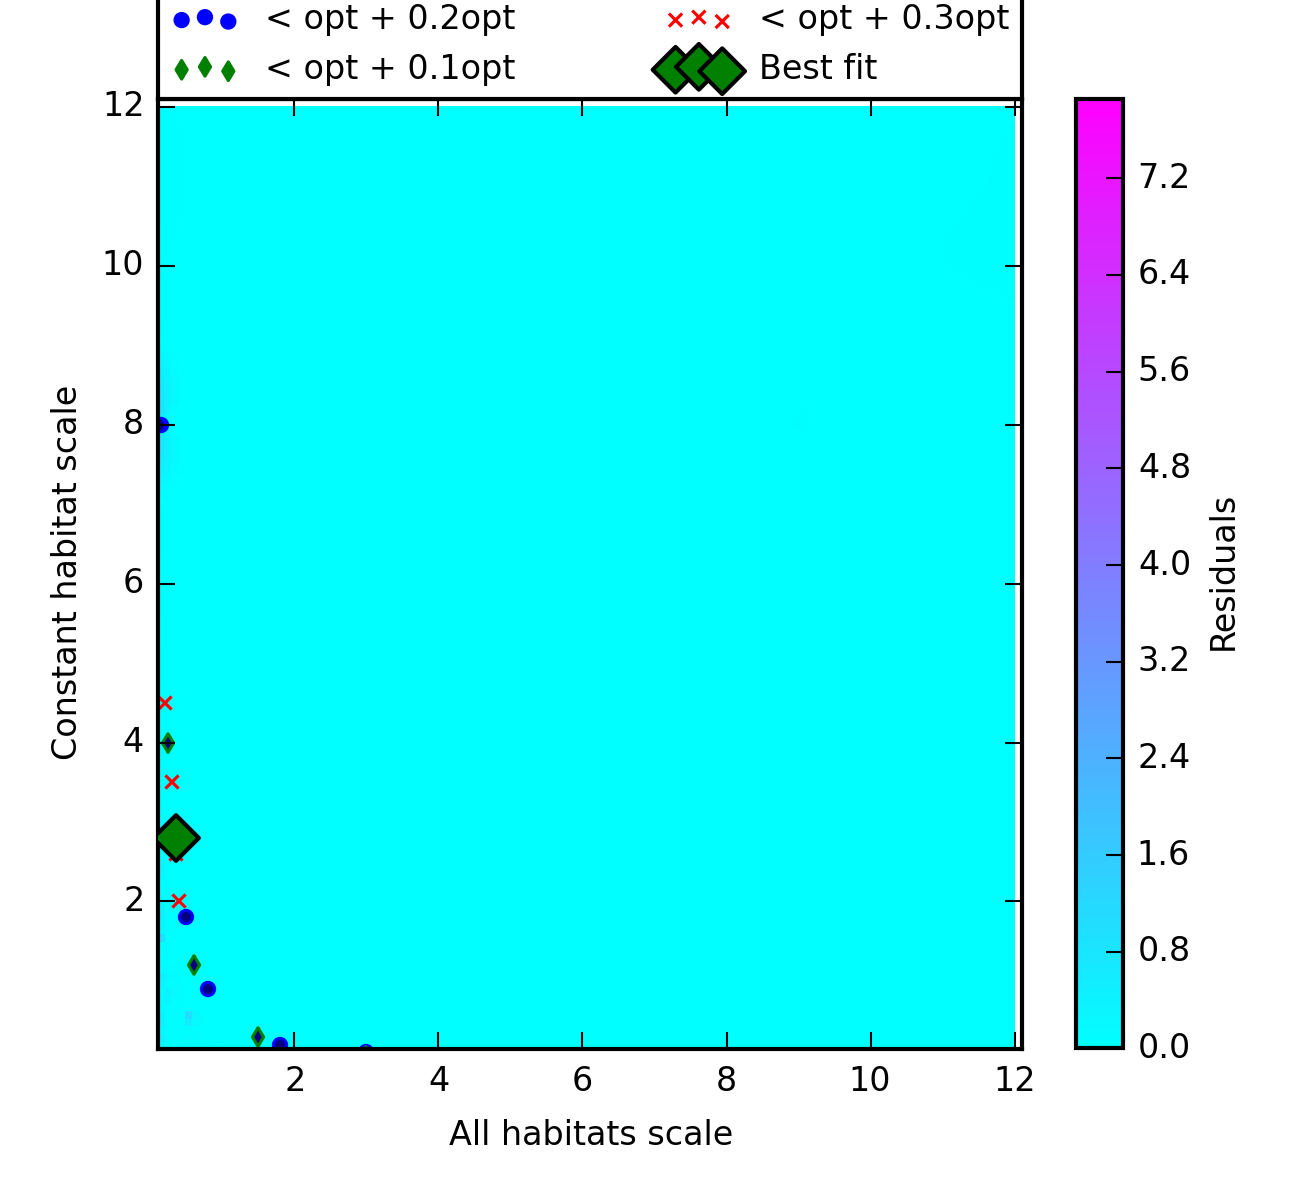 < opt + 0.2opt
< opt + 0.3opt
< opt + 0.1opt
Best fit
12
10
8
6
4
2
Constant habitat scale
2 4 6 8 10 12
All habitats scale
7.2
6.4
5.6
4.8
4.0
3.2
2.4
1.6
0.8
0.0
Residuals